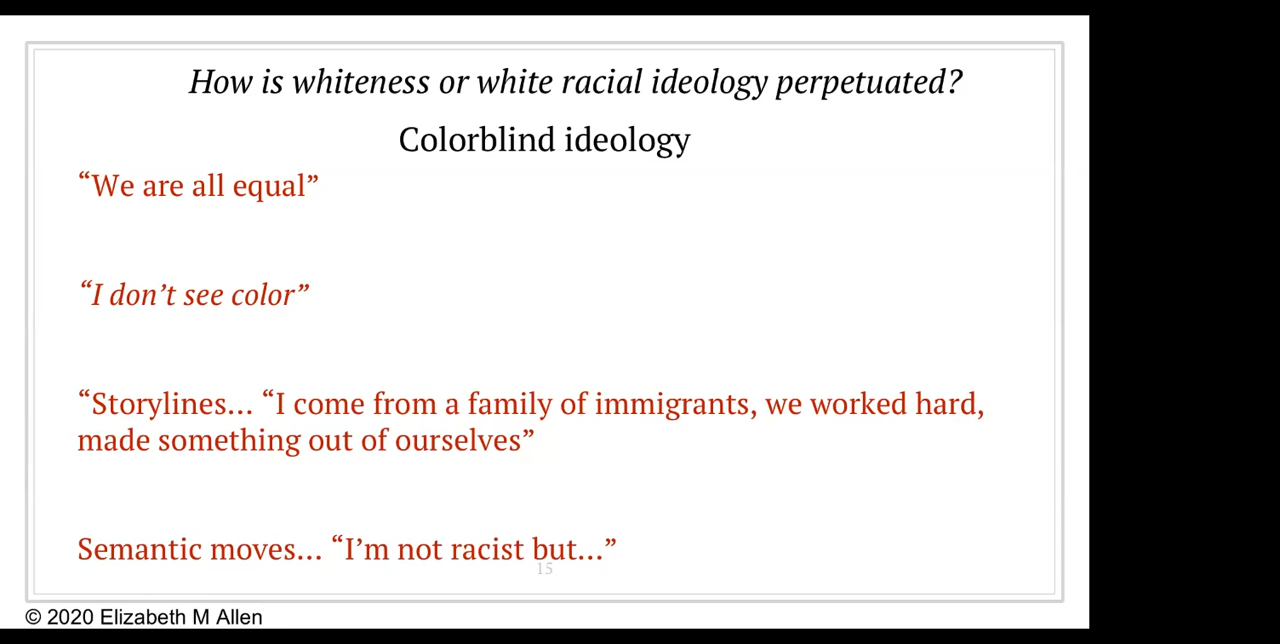 How is whiteness or white racial ideology perpetuated?
Colorblind ideology
“We are all equal”
“I don’t see color”
“Storylines… “I come from a family of immigrants, we worked hard,
made something out of ourselves”
Semantic moves… “I’m not racist but…”
15
© 2020 Elizabeth M Allen